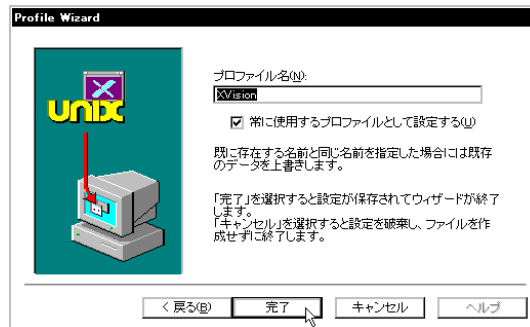 Profile Wizard
UNIX
プロファイル名(N):
XVision
常に使用するプロファイルとして設定する(U)
既に存在する名前と同じ名前を指定した場合には既存
のデータを上書きします。
「完了」を選択すると設定が保存されてウィザードが終了
します。
「キャンセル」を選択すると設定を破棄し、ファイルを作
成せずに終了します。
< 戻る(B)
完了
キャンセル
ヘルプ